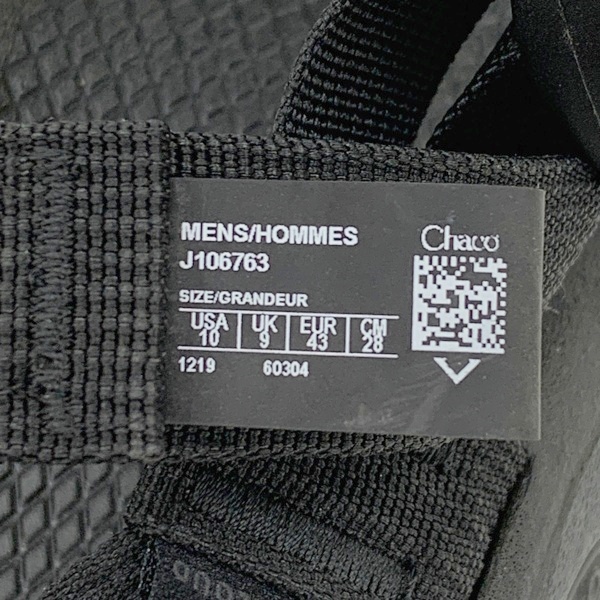 MENS/HOMMES
J106763
Chaco
SIZE/GRANDEUR
USA UK EUR CM
10 9 43 28
1219 60304